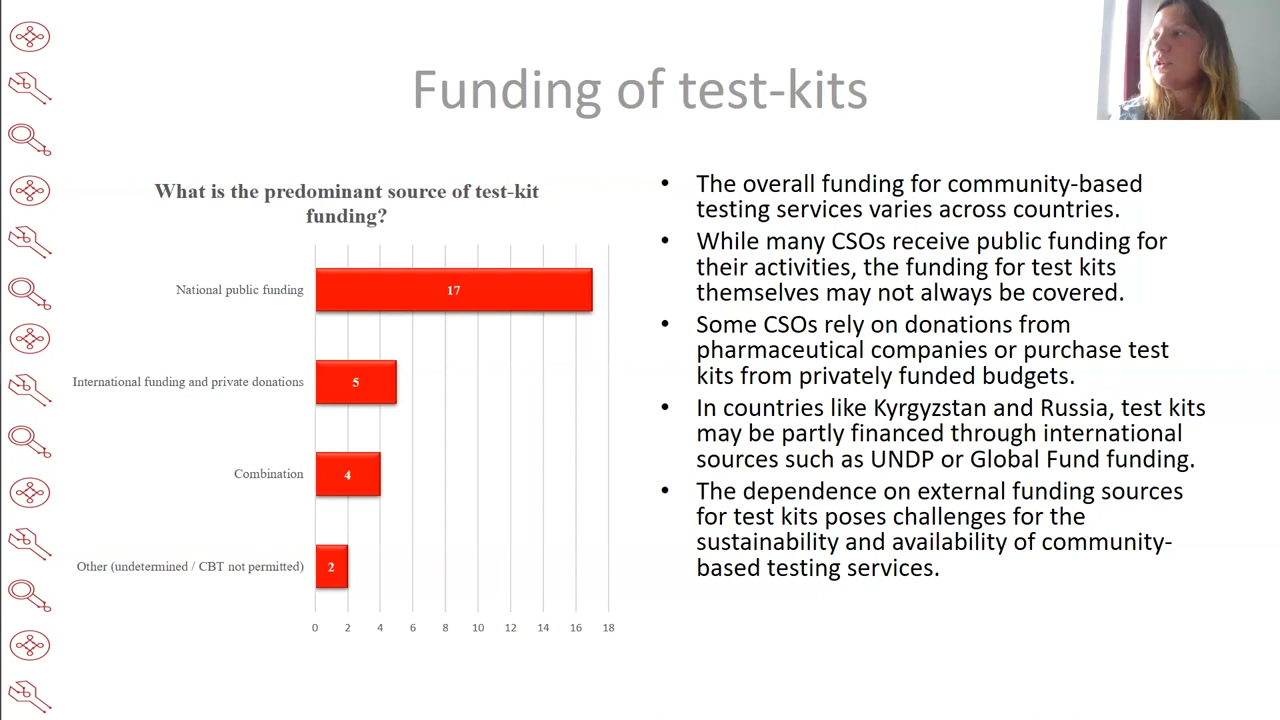 Funding of test-kits
What is the predominant source of test-kit
funding?
National public funding
17
International funding and private donations
5
Combination
4
Other (undetermined / CBT not permitted)
2
0 2 4 6 8 10 12 14 16 18
• The overall funding for community-based
testing services varies across countries.
• While many CSOs receive public funding for
their activities, the funding for test kits
themselves may not always be covered.
• Some CSOs rely on donations from
pharmaceutical companies or purchase test
kits from privately funded budgets.
• In countries like Kyrgyzstan and Russia, test kits
may be partly financed through international
sources such as UNDP or Global Fund funding.
• The dependence on external funding sources
for test kits poses challenges for the
sustainability and availability of community-
based testing services.